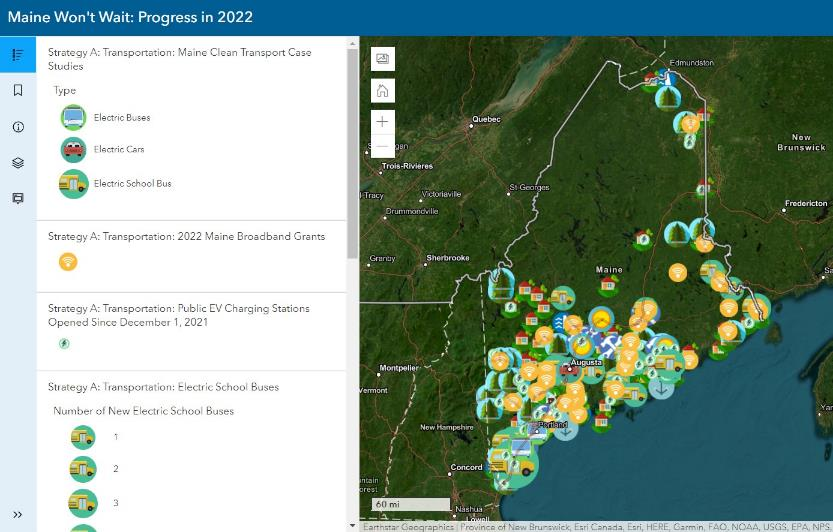 Maine Won't Wait: Progress in 2022
Strategy A: Transportation: Maine Clean Transport Case
Studies
Type
Electric Buses
Electric Cars
Electric School Bus
Strategy A: Transportation: 2022 Maine Broadband Grants
Strategy A: Transportation: Public EV Charging Stations
Opened Since December 1, 2021
Strategy A: Transportation: Electric School Buses
Number of New Electric School Buses
1
2
3
Edmundston
Quebec
New
Brunswick
Trois-Rivieres
St-Georges
Victoriaville
Drummondville
Fredericton
Granby
Sherbrooke
Maine
Augusta
Montpelier
Vermont
New Hampshire
Portland
Concord
Nashua
Lowell
60 mi
Earthstar Geographics | Province of New Brunswick, Esri Canada, Esri, HERE, Garmin, FAO, NOAA, USGS, EPA, NPS